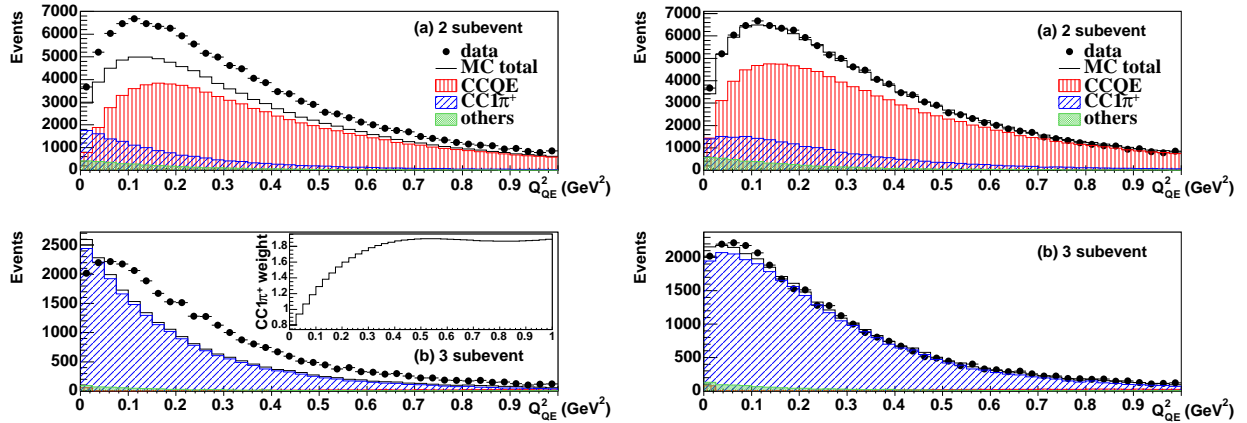 Events
7000
6000
5000
4000
3000
2000
1000
0
(a) 2 subevent
data
MC total
CCQE
CC1π⁺
others
0 0.1 0.2 0.3 0.4 0.5 0.6 0.7 0.8 0.9
Q²QE (GeV²)
Events
7000
6000
5000
4000
3000
2000
1000
0
(a) 2 subevent
data
MC total
CCQE
CC1π⁺
others
0 0.1 0.2 0.3 0.4 0.5 0.6 0.7 0.8 0.9
Q²QE (GeV²)
Events
2500
2000
1500
1000
500
0
CC1π⁺ weight
1.8
1.6
1.4
1.2
1
0.8
0.1 0.2 0.3 0.4 0.5 0.6 0.7 0.8 0.9 1
(b) 3 subevent
0 0.1 0.2 0.3 0.4 0.5 0.6 0.7 0.8 0.9
Q²QE (GeV²)
Events
2000
1500
1000
500
0
(b) 3 subevent
0 0.1 0.2 0.3 0.4 0.5 0.6 0.7 0.8 0.9
Q²QE (GeV²)